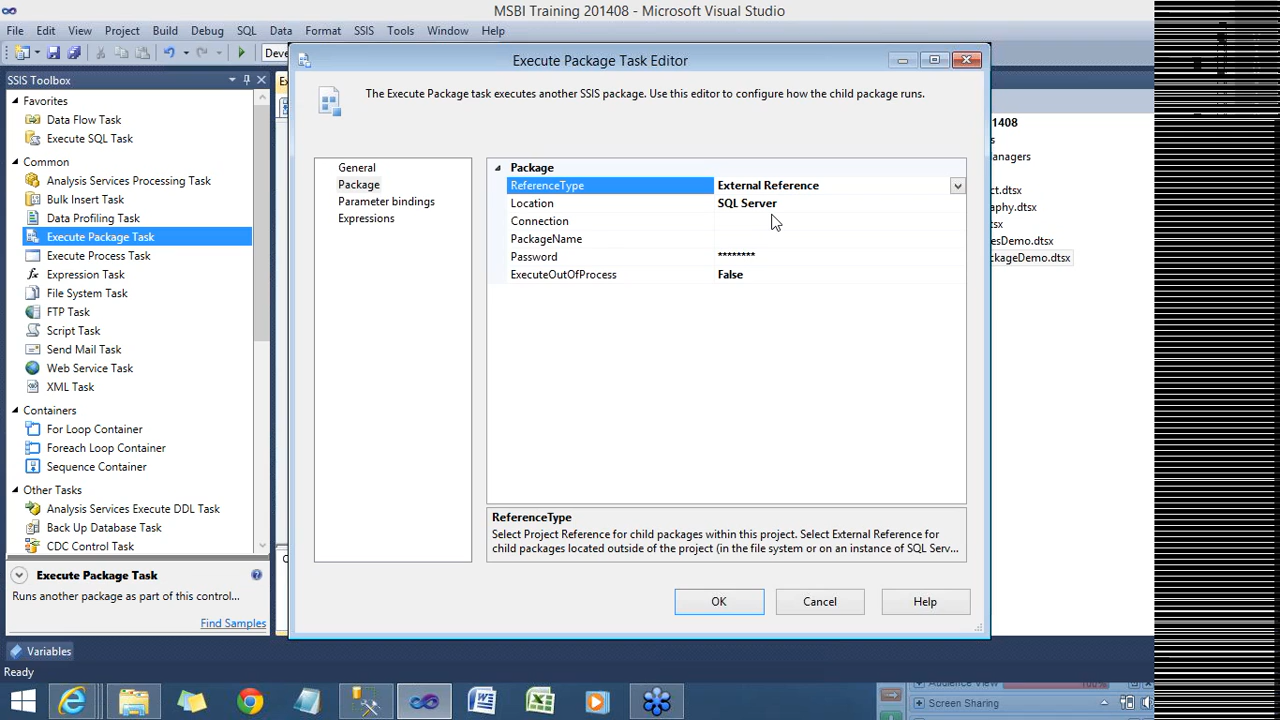 MSBI Training 201408 - Microsoft Visual Studio
File Edit View Project Build Debug SQL Data Format SSIS Tools Window Help
Execute Package Task Editor
The Execute Package task executes another SSIS package. Use this editor to configure how the child package runs.
SSIS Toolbox
Favorites
Data Flow Task
Execute SQL Task
Common
Analysis Services Processing Task
Bulk Insert Task
Data Profiling Task
Execute Package Task
Execute Process Task
Expression Task
File System Task
FTP Task
Script Task
Send Mail Task
Web Service Task
XML Task
Containers
For Loop Container
Foreach Loop Container
Sequence Container
Other Tasks
Analysis Services Execute DDL Task
Back Up Database Task
CDC Control Task
Execute Package Task
Runs another package as part of this control...
Find Samples
General
Package
Parameter bindings
Expressions
Package
ReferenceType External Reference
Location SQL Server
Connection
PackageName
Password ********
ExecuteOutOfProcess False
ReferenceType
Select Project Reference for child packages within this project. Select External Reference for
child packages located outside of the project (in the file system or on an instance of SQL Serv...
OK Cancel Help
1408
anagers
ct.dtsx
graphy.dtsx
sx
esDemo.dtsx
ckageDemo.dtsx
Variables
Ready
Audience View 100%
Screen Sharing